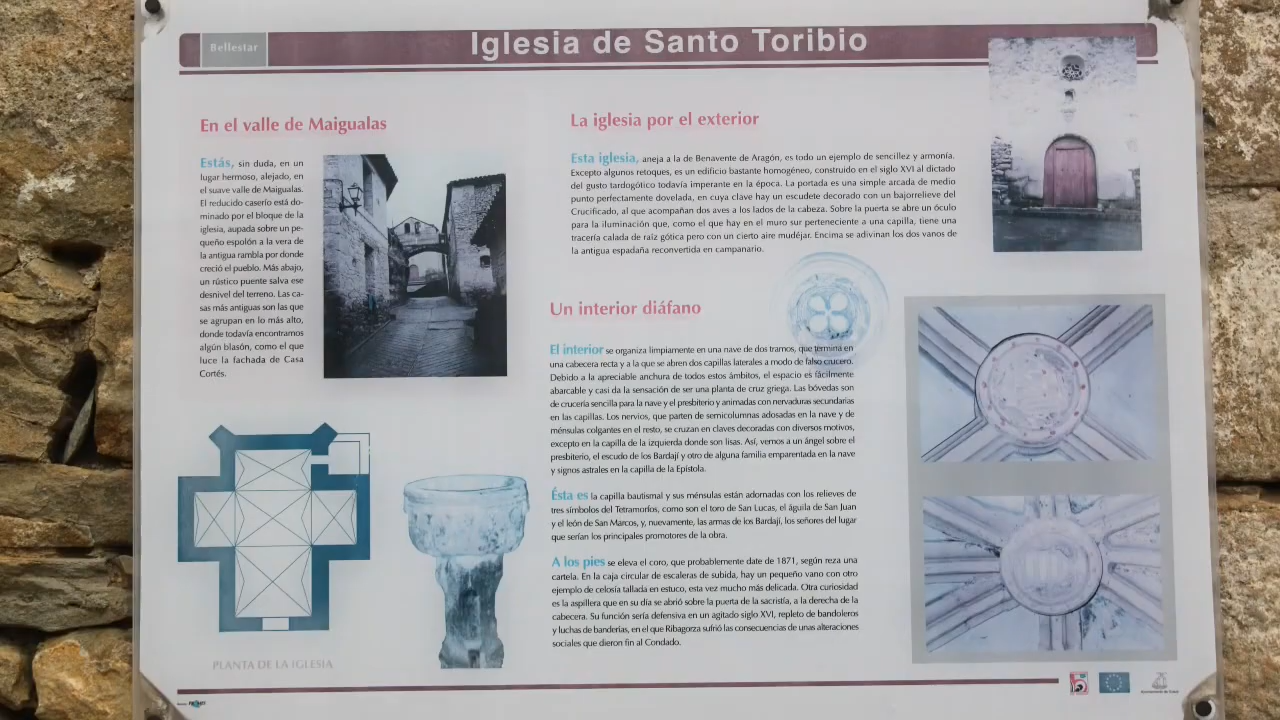 Bellestar
Iglesia de Santo Toribio
En el valle de Maigualas
Estás, sin duda, en un
lugar hermoso, alejado, en
el suave valle de Maigualas.
El reducido caserío está do-
minado por el bloque de la
iglesia, aupada sobre un pe-
queño espolón a la vera de
la antigua rambla por donde
creció el pueblo. Más abajo,
un rústico puente salva ese
desnivel del terreno. Las ca-
sas más antiguas son las que
se agrupan en lo más alto,
donde todavía encontramos
algún blasón, como el que
luce la fachada de Casa
Cortés.
PLANTA DE LA IGLESIA
La iglesia por el exterior
Esta iglesia, aneja a la de Benavente de Aragón, es todo un ejemplo de sencillez y armonía.
Excepto algunos retoques, es un edificio bastante homogéneo, construido en el siglo XVI al dictado
del gusto tardogótico todavía imperante en la época. La portada es una simple arcada de medio
punto perfectamente dovelada, en cuya clave hay un escudete decorado con un bajorrelieve del
Crucificado, al que acompañan dos aves a los lados de la cabeza. Sobre la puerta se abre un óculo
para la iluminación que, como el que hay en el muro sur perteneciente a una capilla, tiene una
tracería calada de raíz gótica pero con un cierto aire mudéjar. Encima se adivinan los dos vanos de
la antigua espadaña reconvertida en campanario.
Un interior diáfano
El interior se organiza limpiamente en una nave de dos tramos, que termina en
una cabecera recta y a la que se abren dos capillas laterales a modo de falso crucero.
Debido a la apreciable anchura de todos estos ámbitos, el espacio es fácilmente
abarcable y casi da la sensación de ser una planta de cruz griega. Las bóvedas son
de crucería sencilla para la nave y el presbiterio y animadas con nervaduras secundarias
en las capillas. Los nervios, que parten de semicolumnas adosadas en la nave y de
ménsulas colgantes en el resto, se cruzan en claves decoradas con diversos motivos,
excepto en la capilla de la izquierda donde son lisas. Así, vemos a un ángel sobre el
presbiterio, el escudo de los Bardají y otro de alguna familia emparentada en la nave
y signos astrales en la capilla de la Epístola.
Ésta es la capilla bautismal y sus ménsulas están adornadas con los relieves de
tres símbolos del Tetramorfos, como son el toro de San Lucas, el águila de San Juan
y el león de San Marcos, y, nuevamente, las armas de los Bardají, los señores del lugar
que serían los principales promotores de la obra.
A los pies se eleva el coro, que probablemente date de 1871, según reza una
cartela. En la caja circular de escaleras de subida, hay un pequeño vano con otro
ejemplo de celosía tallada en estuco, esta vez mucho más delicada. Otra curiosidad
es la aspillera que en su día se abrió sobre la puerta de la sacristía, a la derecha de la
cabecera. Su función sería defensiva en un agitado siglo XVI, repleto de bandoleros
y luchas de banderías, en el que Ribagorza sufrió las consecuencias de unas alteraciones
sociales que dieron fin al Condado.